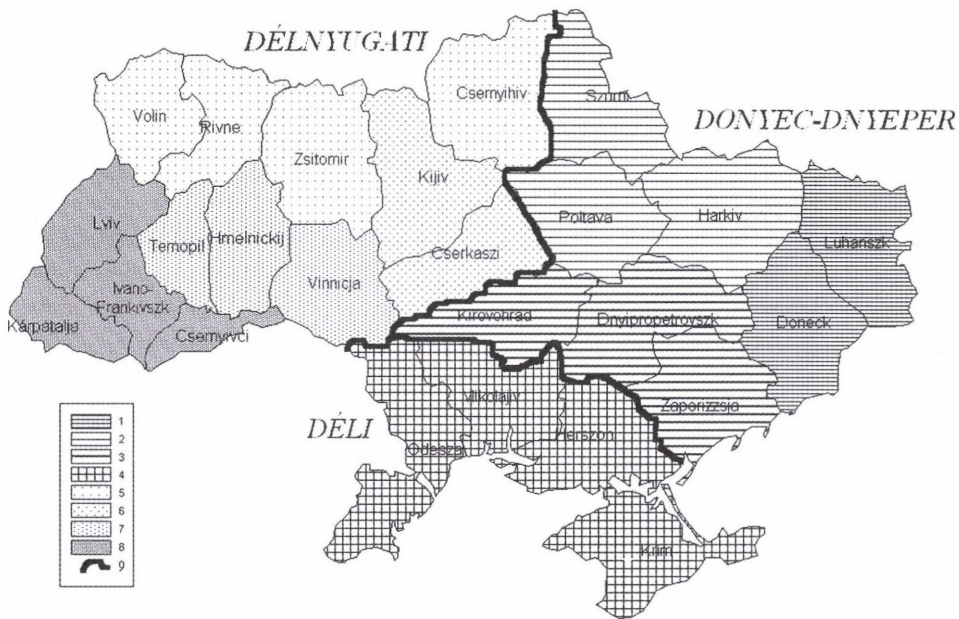 DÉLNYUGATI
Csernyihiv
Szumi
DONYEC-DNYEPER
Volin
Rivne
Zsitomir
Kijiv
Poltava
Harkiv
Lviv
Ternopil
Hmelnickij
Cserkaszi
Luhanszk
Vinnicja
Ivano-
Frankivszk
Kirovohrad
Dnyipropetrovszk
Doneck
Kárpátalja
Csernyivci
Mikolajiv
Zaporizzsja
DÉLI
Odessza
Herszon
Krim
1
2
3
4
5
6
7
8
9